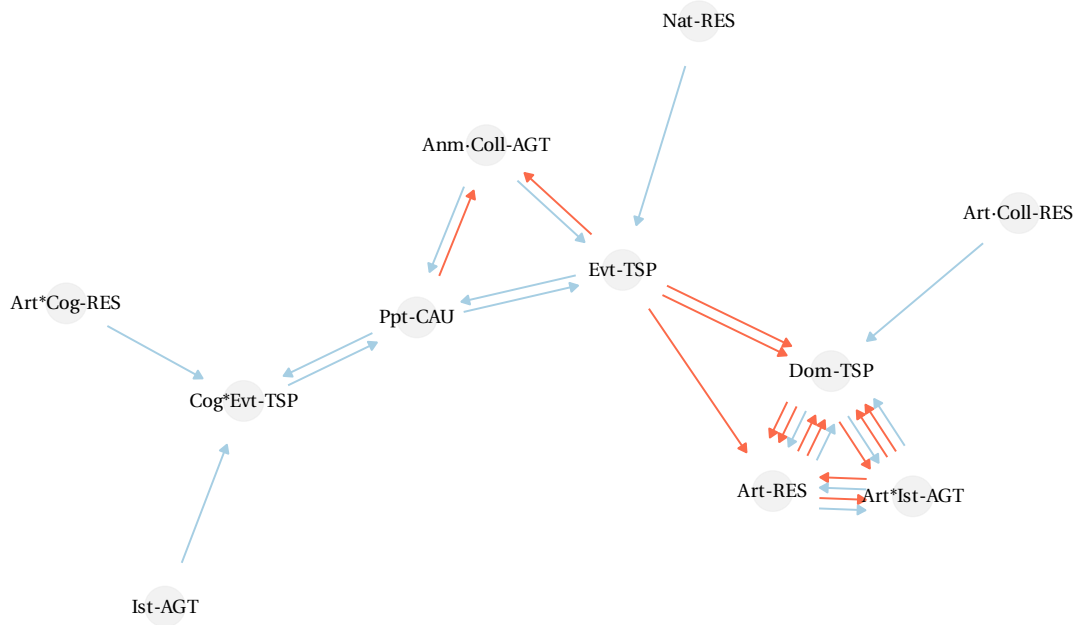 Nat-RES
Anm·Coll-AGT
Art·Coll-RES
Evt-TSP
Art*Cog-RES
Ppt-CAU
Dom-TSP
Cog*Evt-TSP
Art-RES
Art*Ist-AGT
Ist-AGT